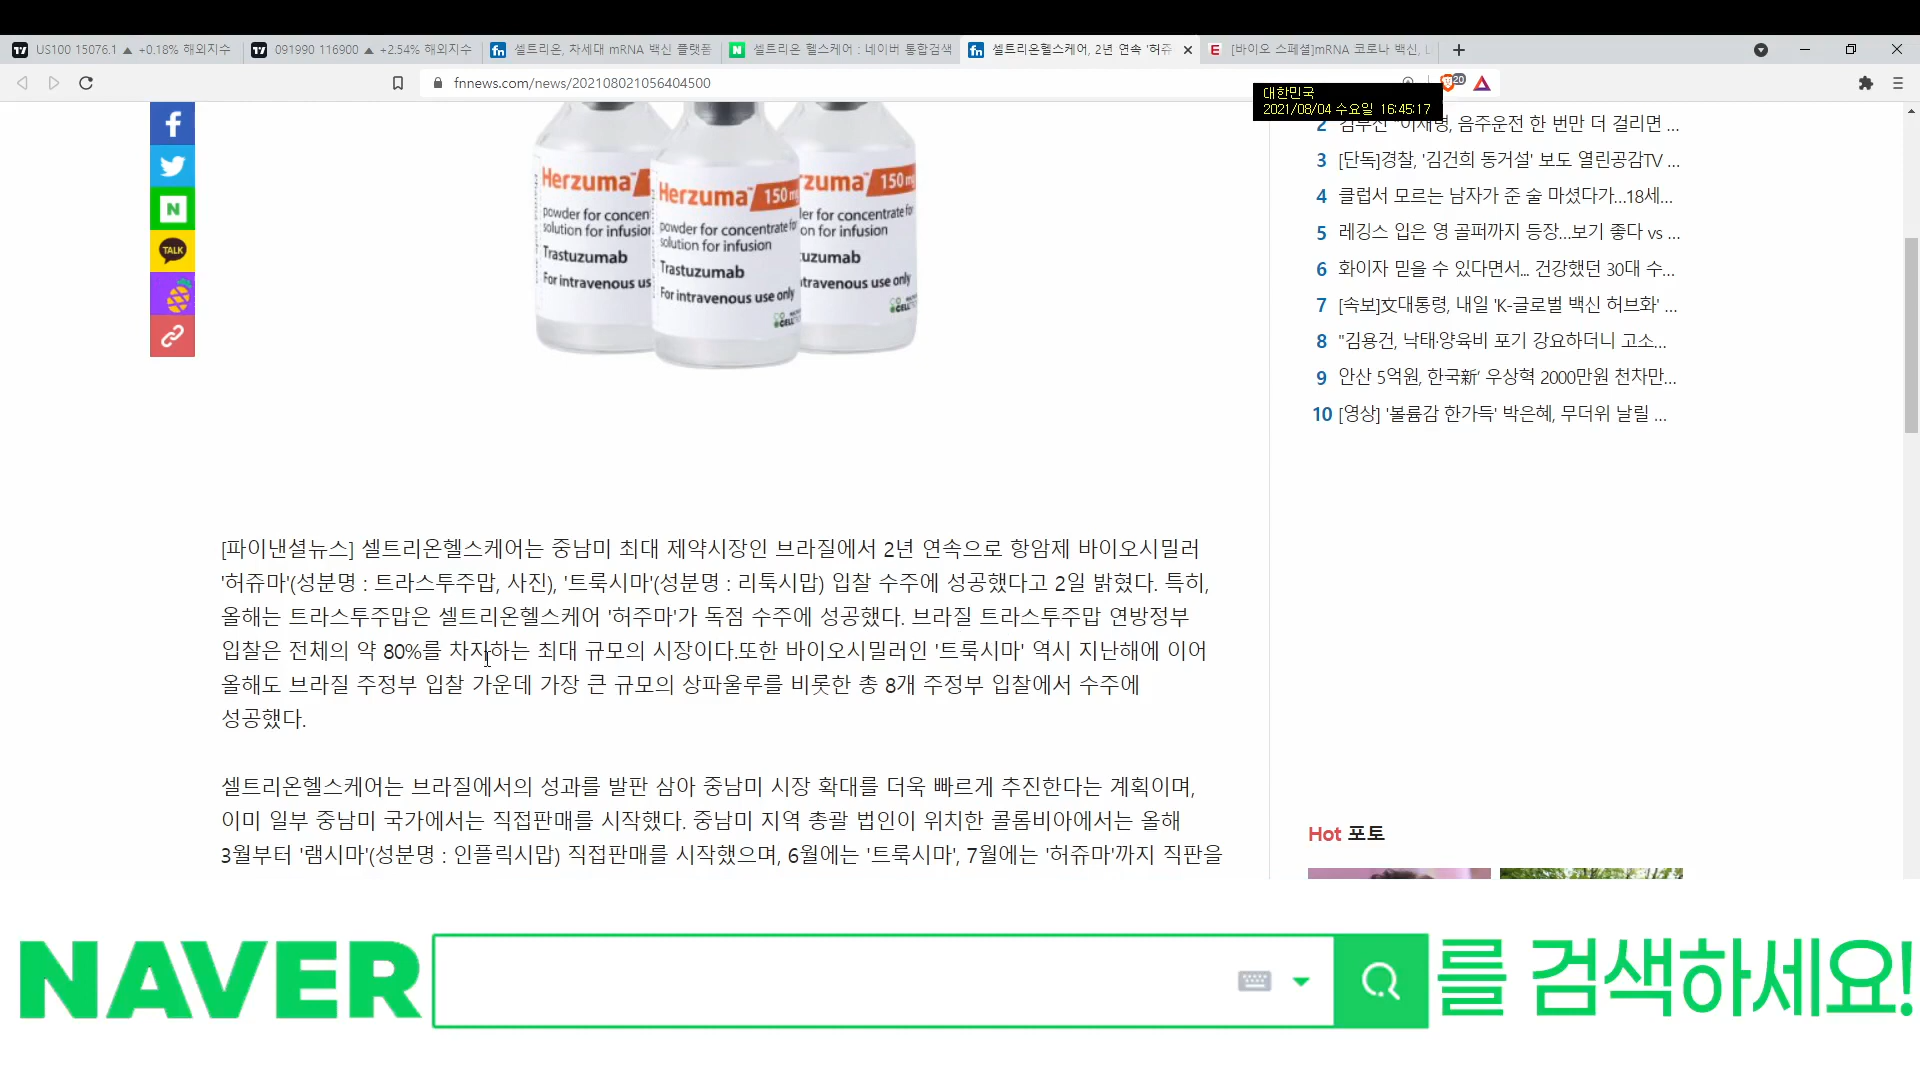 US100 15076.1 ▲ +0.18% 해외지수
091990 116900 ▲ +2.54% 해외지수
셀트리온, 차세대 mRNA 백신 플랫폼
셀트리온 헬스케어 : 네이버 통합검색
셀트리온헬스케어, 2년 연속 '허쥬
[바이오 스페셜]mRNA 코로나 백신,
fnnews.com/news/202108021056404500
20
대한민국
2021/08/04 수요일 16:45:17
TALK
Herzuma™ 150 mg
powder for concentrate for
solution for infusion
Trastuzumab
For intravenous use only
2 김부선 "이재명, 음주운전 한 번만 더 걸리면 ...
3 [단독]경찰, '김건희 동거설' 보도 열린공감TV ...
4 클럽서 모르는 남자가 준 술 마셨다가...18세...
5 레깅스 입은 영 골퍼까지 등장...보기 좋다 vs ...
6 화이자 믿을 수 있다면서... 건강했던 30대 수...
7 [속보]文대통령, 내일 'K-글로벌 백신 허브화' ...
8 "김용건, 낙태·양육비 포기 강요하더니 고소...
9 안산 5억원, 한국新' 우상혁 2000만원 천차만...
10 [영상] '볼륨감 한가득' 박은혜, 무더위 날릴 ...
[파이낸셜뉴스] 셀트리온헬스케어는 중남미 최대 제약시장인 브라질에서 2년 연속으로 항암제 바이오시밀러
'허쥬마'(성분명 : 트라스투주맙, 사진), '트룩시마'(성분명 : 리툭시맙) 입찰 수주에 성공했다고 2일 밝혔다. 특히,
올해는 트라스투주맙은 셀트리온헬스케어 '허주마'가 독점 수주에 성공했다. 브라질 트라스투주맙 연방정부
입찰은 전체의 약 80%를 차지하는 최대 규모의 시장이다.또한 바이오시밀러인 '트룩시마' 역시 지난해에 이어
올해도 브라질 주정부 입찰 가운데 가장 큰 규모의 상파울루를 비롯한 총 8개 주정부 입찰에서 수주에
성공했다.
셀트리온헬스케어는 브라질에서의 성과를 발판 삼아 중남미 시장 확대를 더욱 빠르게 추진한다는 계획이며,
이미 일부 중남미 국가에서는 직접판매를 시작했다. 중남미 지역 총괄 법인이 위치한 콜롬비아에서는 올해
3월부터 '램시마'(성분명 : 인플릭시맙) 직접판매를 시작했으며, 6월에는 '트룩시마', 7월에는 '허쥬마'까지 직판을
Hot 포토
NAVER 를 검색하세요!